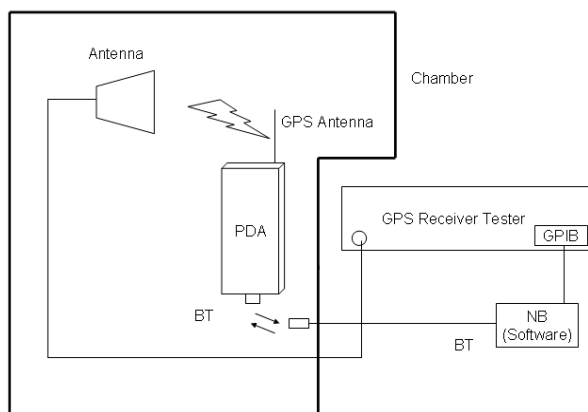 Antenna
Chamber
GPS Antenna
PDA
GPS Receiver Tester
GPIB
BT
NB
(Software)
BT